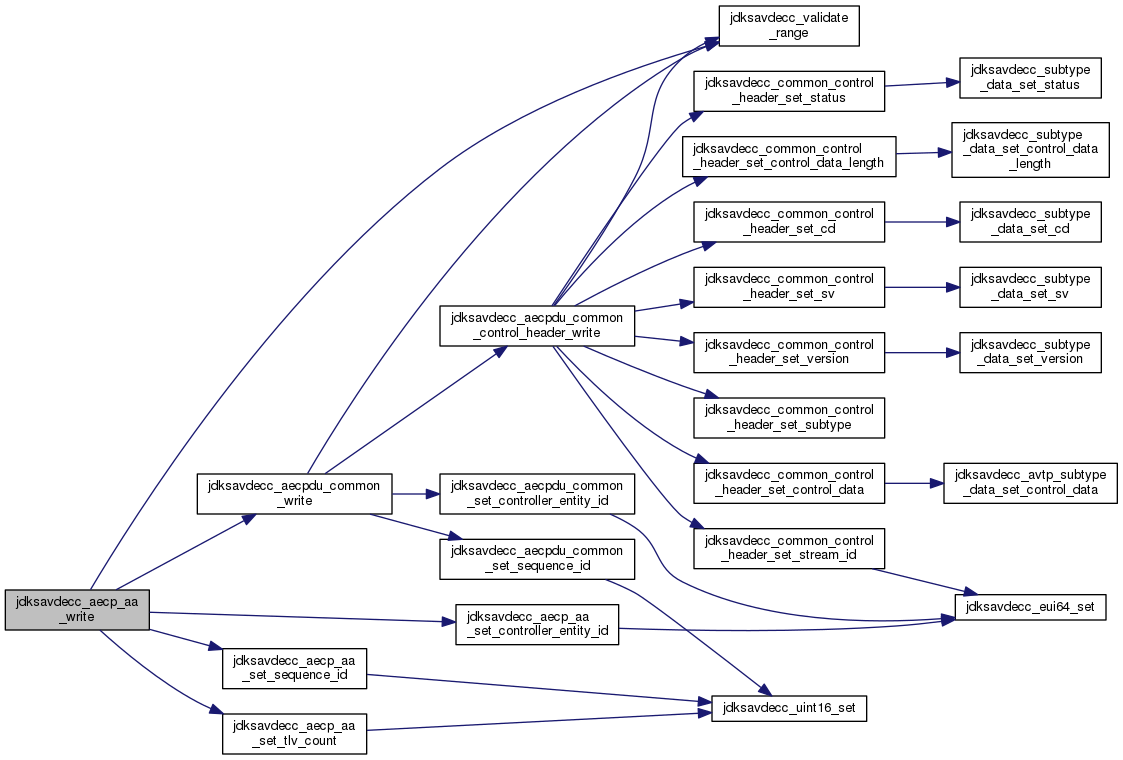 jdksavdecc_validate
_range
jdksavdecc_common_control
_header_set_status
jdksavdecc_subtype
_data_set_status
jdksavdecc_common_control
_header_set_control_data_length
jdksavdecc_subtype
_data_set_control_data
_length
jdksavdecc_common_control
_header_set_cd
jdksavdecc_subtype
_data_set_cd
jdksavdecc_common_control
_header_set_sv
jdksavdecc_subtype
_data_set_sv
jdksavdecc_aecpdu_common
_control_header_write
jdksavdecc_common_control
_header_set_version
jdksavdecc_subtype
_data_set_version
jdksavdecc_common_control
_header_set_subtype
jdksavdecc_common_control
_header_set_control_data
jdksavdecc_avtp_subtype
_data_set_control_data
jdksavdecc_aecpdu_common
_write
jdksavdecc_aecpdu_common
_set_controller_entity_id
jdksavdecc_common_control
_header_set_stream_id
jdksavdecc_aecpdu_common
_set_sequence_id
jdksavdecc_aecp_aa
_write
jdksavdecc_eui64_set
jdksavdecc_aecp_aa
_set_controller_entity_id
jdksavdecc_aecp_aa
_set_sequence_id
jdksavdecc_uint16_set
jdksavdecc_aecp_aa
_set_tlv_count